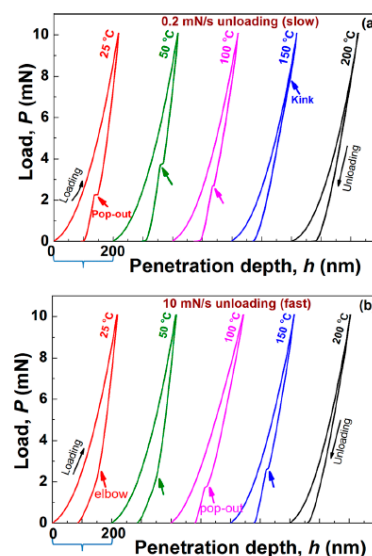 0.2 mN/s unloading (slow)
(a)
10
8
6
4
2
0
Load, P (mN)
25 °C
50 °C
100 °C
150 °C
200 °C
Kink
Loading
Pop-out
Unloading
0
200
Penetration depth, h (nm)
10 mN/s unloading (fast)
(b)
10
8
6
4
2
0
Load, P (mN)
25 °C
50 °C
100 °C
150 °C
200 °C
Loading
elbow
pop-out
Unloading
0
200
Penetration depth, h (nm)